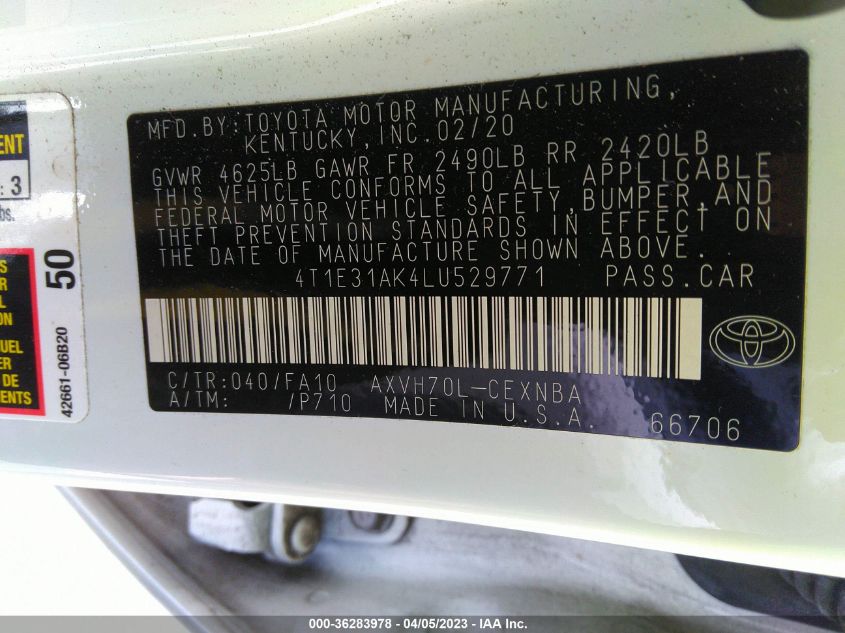 MFD.BY:TOYOTA MOTOR MANUFACTURING,
KENTUCKY,INC.02/20
GVWR 4625LB GAWR FR 2490LB RR 2420LB
THIS VEHICLE CONFORMS TO ALL APPLICABLE
FEDERAL MOTOR VEHICLE SAFETY,BUMPER,AND
THEFT PREVENTION STANDARDS IN EFFECT ON
THE DATE OF MANUFACTURE SHOWN ABOVE.
4T1E31AK4LU529771 PASS.CAR
C/TR:040/FA10 AXVH70L-CEXNBA
A/TM: /P710 MADE IN U.S.A. 66706
: 3
bs.
50
42661-06B20
000-36283978 - 04/05/2023 - IAA Inc.